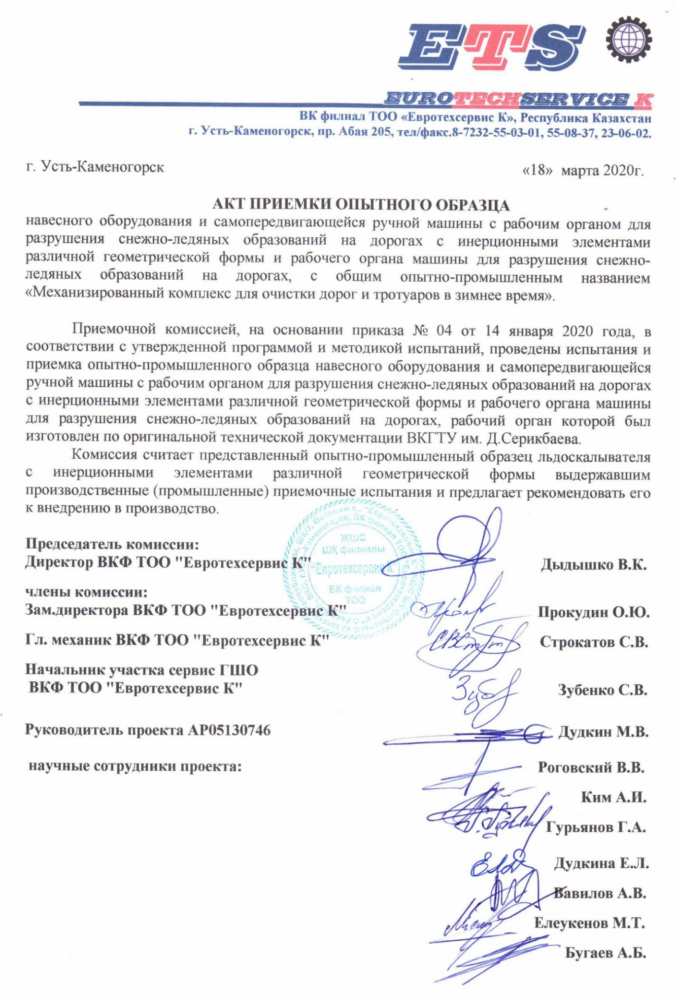 ETS
EUROTECHSERVICE K
ВК филиал ТОО «Евротехсервис К», Республика Казахстан
г. Усть-Каменогорск, пр. Абая 205, тел/факс.8-7232-55-03-01, 55-08-37, 23-06-02.
г. Усть-Каменогорск «18» марта 2020г.
АКТ ПРИЕМКИ ОПЫТНОГО ОБРАЗЦА
навесного оборудования и самопередвигающейся ручной машины с рабочим органом для
разрушения снежно-ледяных образований на дорогах с инерционными элементами
различной геометрической формы и рабочего органа машины для разрушения снежно-
ледяных образований на дорогах, с общим опытно-промышленным названием
«Механизированный комплекс для очистки дорог и тротуаров в зимнее время».
Приемочной комиссией, на основании приказа № 04 от 14 января 2020 года, в
соответствии с утвержденной программой и методикой испытаний, проведены испытания и
приемка опытно-промышленного образца навесного оборудования и самопередвигающейся
ручной машины с рабочим органом для разрушения снежно-ледяных образований на дорогах
с инерционными элементами различной геометрической формы и рабочего органа машины
для разрушения снежно-ледяных образований на дорогах, рабочий орган которой был
изготовлен по оригинальной технической документации ВКГТУ им. Д.Серикбаева.
Комиссия считает представленный опытно-промышленный образец льдоскалывателя
с инерционными элементами различной геометрической формы выдержавшим
производственные (промышленные) приемочные испытания и предлагает рекомендовать его
к внедрению в производство.
Председатель комиссии:
Директор ВКФ ТОО "Евротехсервис К" Дыдышко В.К.
ЖШС
ШҚ филиалы
"Евротехсервис К"
ВК филиал
ТОО
члены комиссии:
Зам.директора ВКФ ТОО "Евротехсервис К" Прокудин О.Ю.
Гл. механик ВКФ ТОО "Евротехсервис К" Строкатов С.В.
Начальник участка сервис ГШО
ВКФ ТОО "Евротехсервис К" Зубенко С.В.
Руководитель проекта АР05130746 Дудкин М.В.
научные сотрудники проекта: Роговский В.В.
Ким А.И.
Гурьянов Г.А.
Дудкина Е.Л.
Вавилов А.В.
Елеукенов М.Т.
Бугаев А.Б.